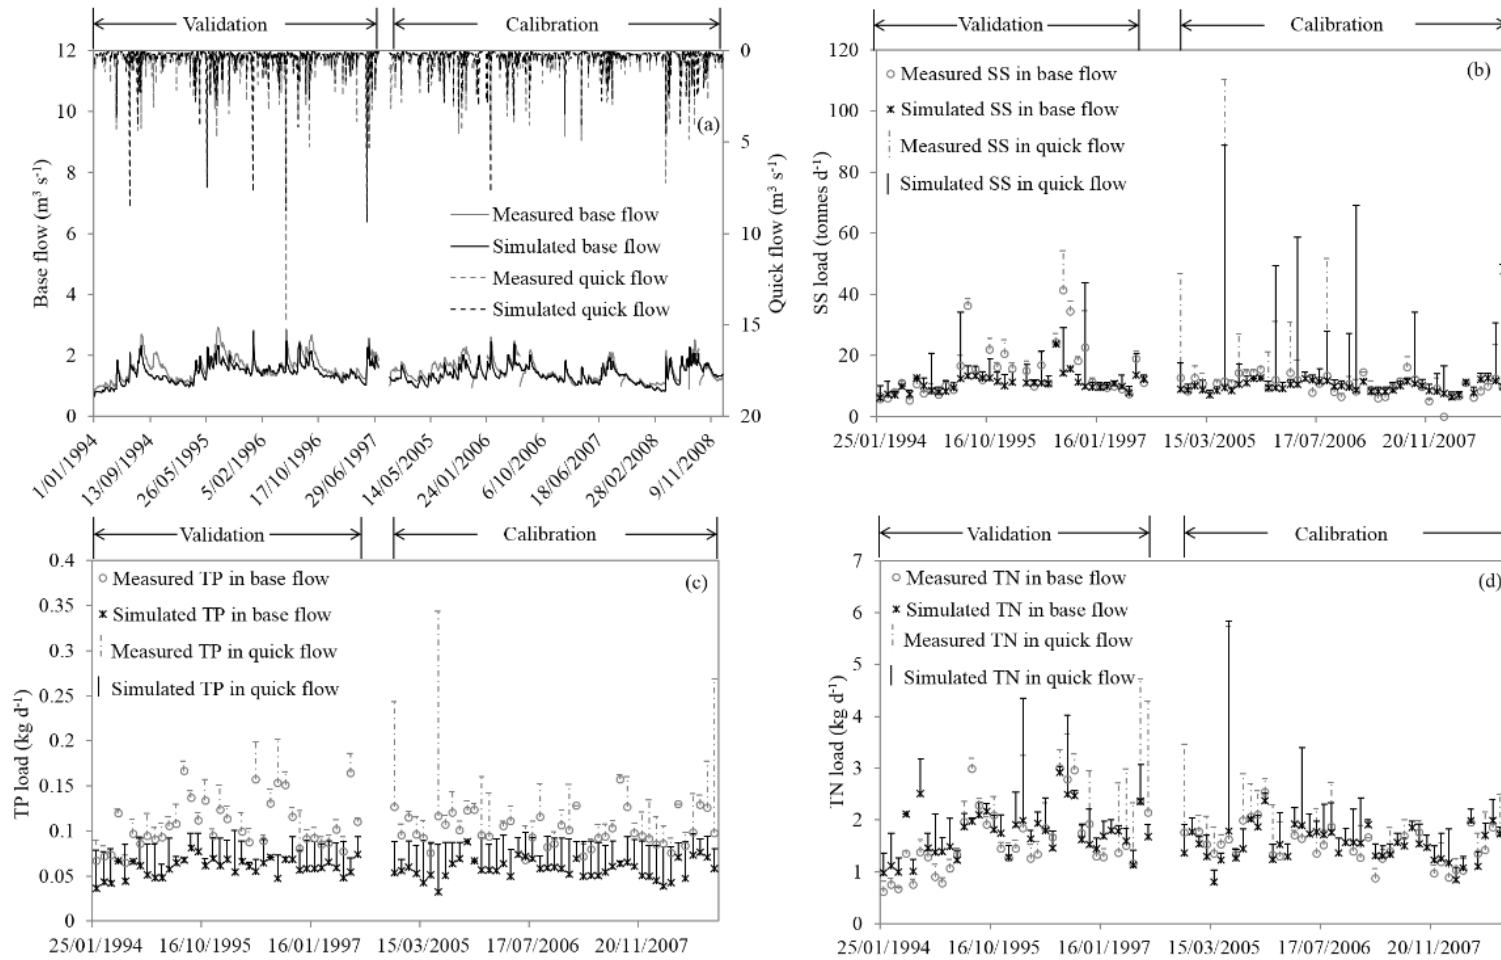 Validation
Calibration
12
10
8
6
4
2
0
0
5
10
15
20
Base flow (m³ s⁻¹)
Quick flow (m³ s⁻¹)
(a)
Measured base flow
Simulated base flow
Measured quick flow
Simulated quick flow
1/01/1994
13/09/1994
26/05/1995
5/02/1996
17/10/1996
29/06/1997
14/05/2005
24/01/2006
6/10/2006
18/06/2007
28/02/2008
9/11/2008
Validation
Calibration
120
100
80
60
40
20
0
SS load (tonnes d⁻¹)
(b)
Measured SS in base flow
Simulated SS in base flow
Measured SS in quick flow
Simulated SS in quick flow
25/01/1994
16/10/1995
16/01/1997
15/03/2005
17/07/2006
20/11/2007
Validation
Calibration
0.4
0.35
0.3
0.25
0.2
0.15
0.1
0.05
0
TP load (kg d⁻¹)
(c)
Measured TP in base flow
Simulated TP in base flow
Measured TP in quick flow
Simulated TP in quick flow
25/01/1994
16/10/1995
16/01/1997
15/03/2005
17/07/2006
20/11/2007
Validation
Calibration
7
6
5
4
3
2
1
0
TN load (kg d⁻¹)
(d)
Measured TN in base flow
Simulated TN in base flow
Measured TN in quick flow
Simulated TN in quick flow
25/01/1994
16/10/1995
16/01/1997
15/03/2005
17/07/2006
20/11/2007